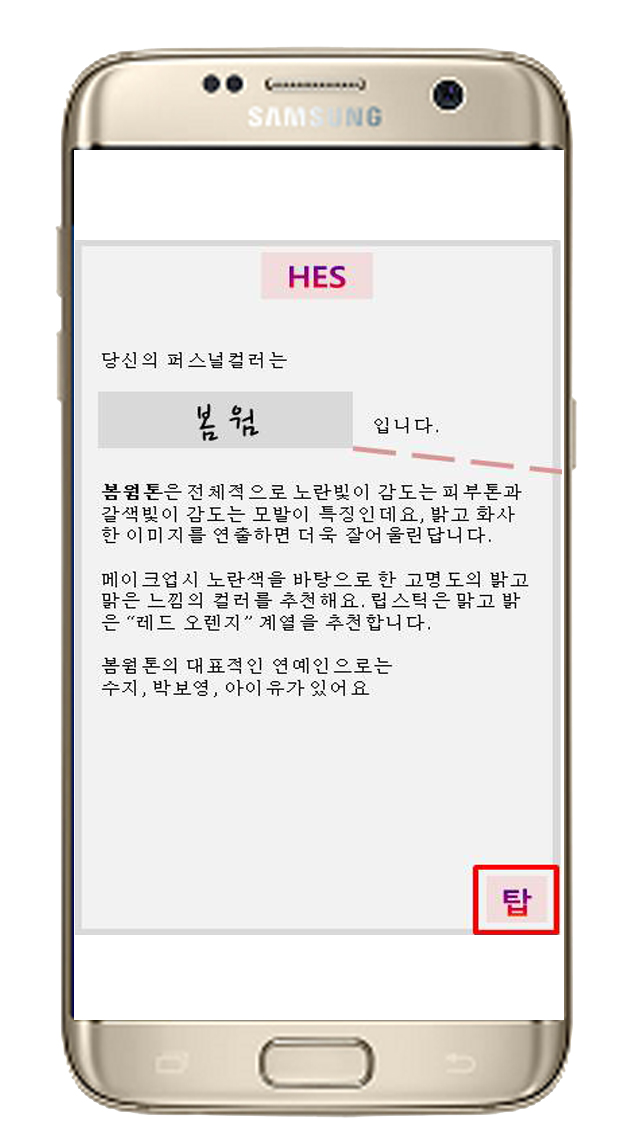 SAMSUNG
HES
당신의 퍼스널컬러는
봄 웜
입니다.
봄웜톤은 전체적으로 노란빛이 감도는 피부톤과
갈색빛이 감도는 모발이 특징인데요, 밝고 화사
한 이미지를 연출하면 더욱 잘어울린답니다.
메이크업시 노란색을 바탕으로 한 고명도의 밝고
맑은 느낌의 컬러를 추천해요. 립스틱은 맑고 밝
은 “레드 오렌지” 계열을 추천합니다.
봄웜톤의 대표적인 연예인으로는
수지, 박보영, 아이유가 있어요
탑